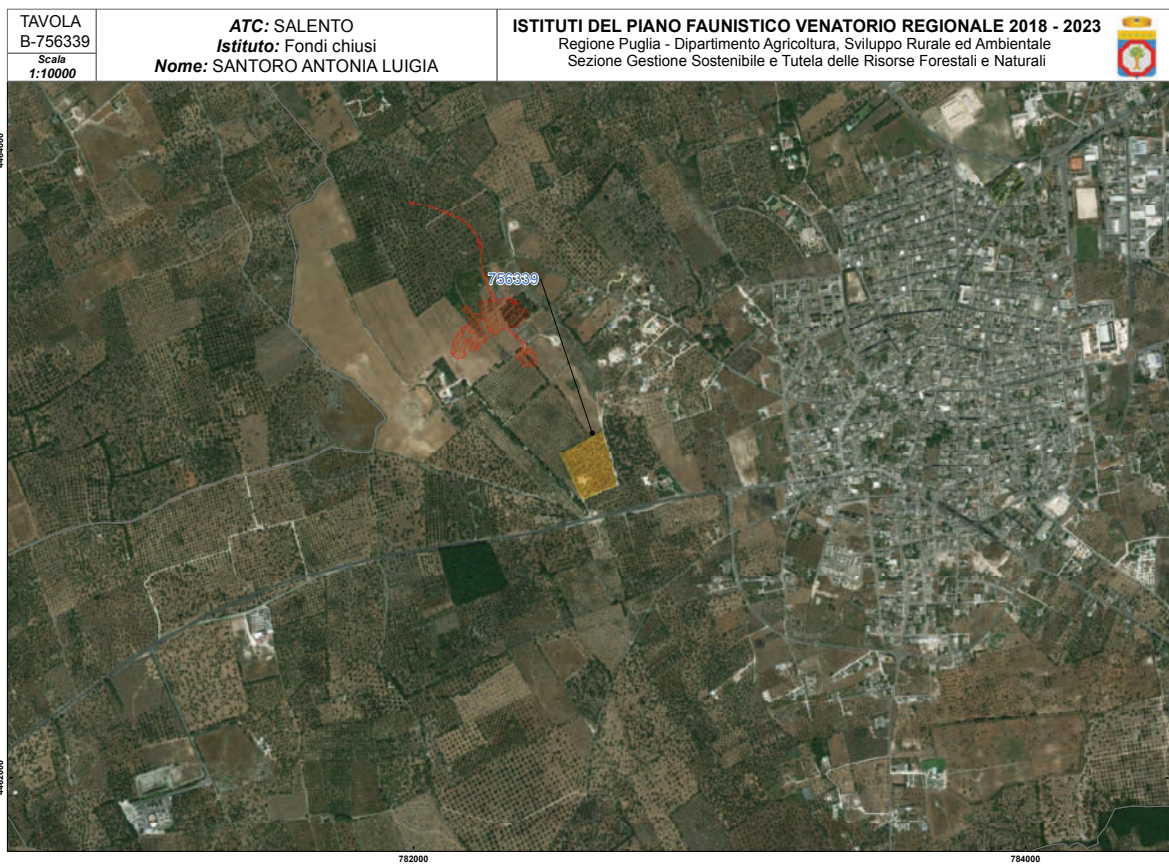 TAVOLA
B-756339
Scala
1:10000
ATC: SALENTO
Istituto: Fondi chiusi
Nome: SANTORO ANTONIA LUIGIA
ISTITUTI DEL PIANO FAUNISTICO VENATORIO REGIONALE 2018 - 2023
Regione Puglia - Dipartimento Agricoltura, Sviluppo Rurale ed Ambientale
Sezione Gestione Sostenibile e Tutela delle Risorse Forestali e Naturali
756339
782000
784000